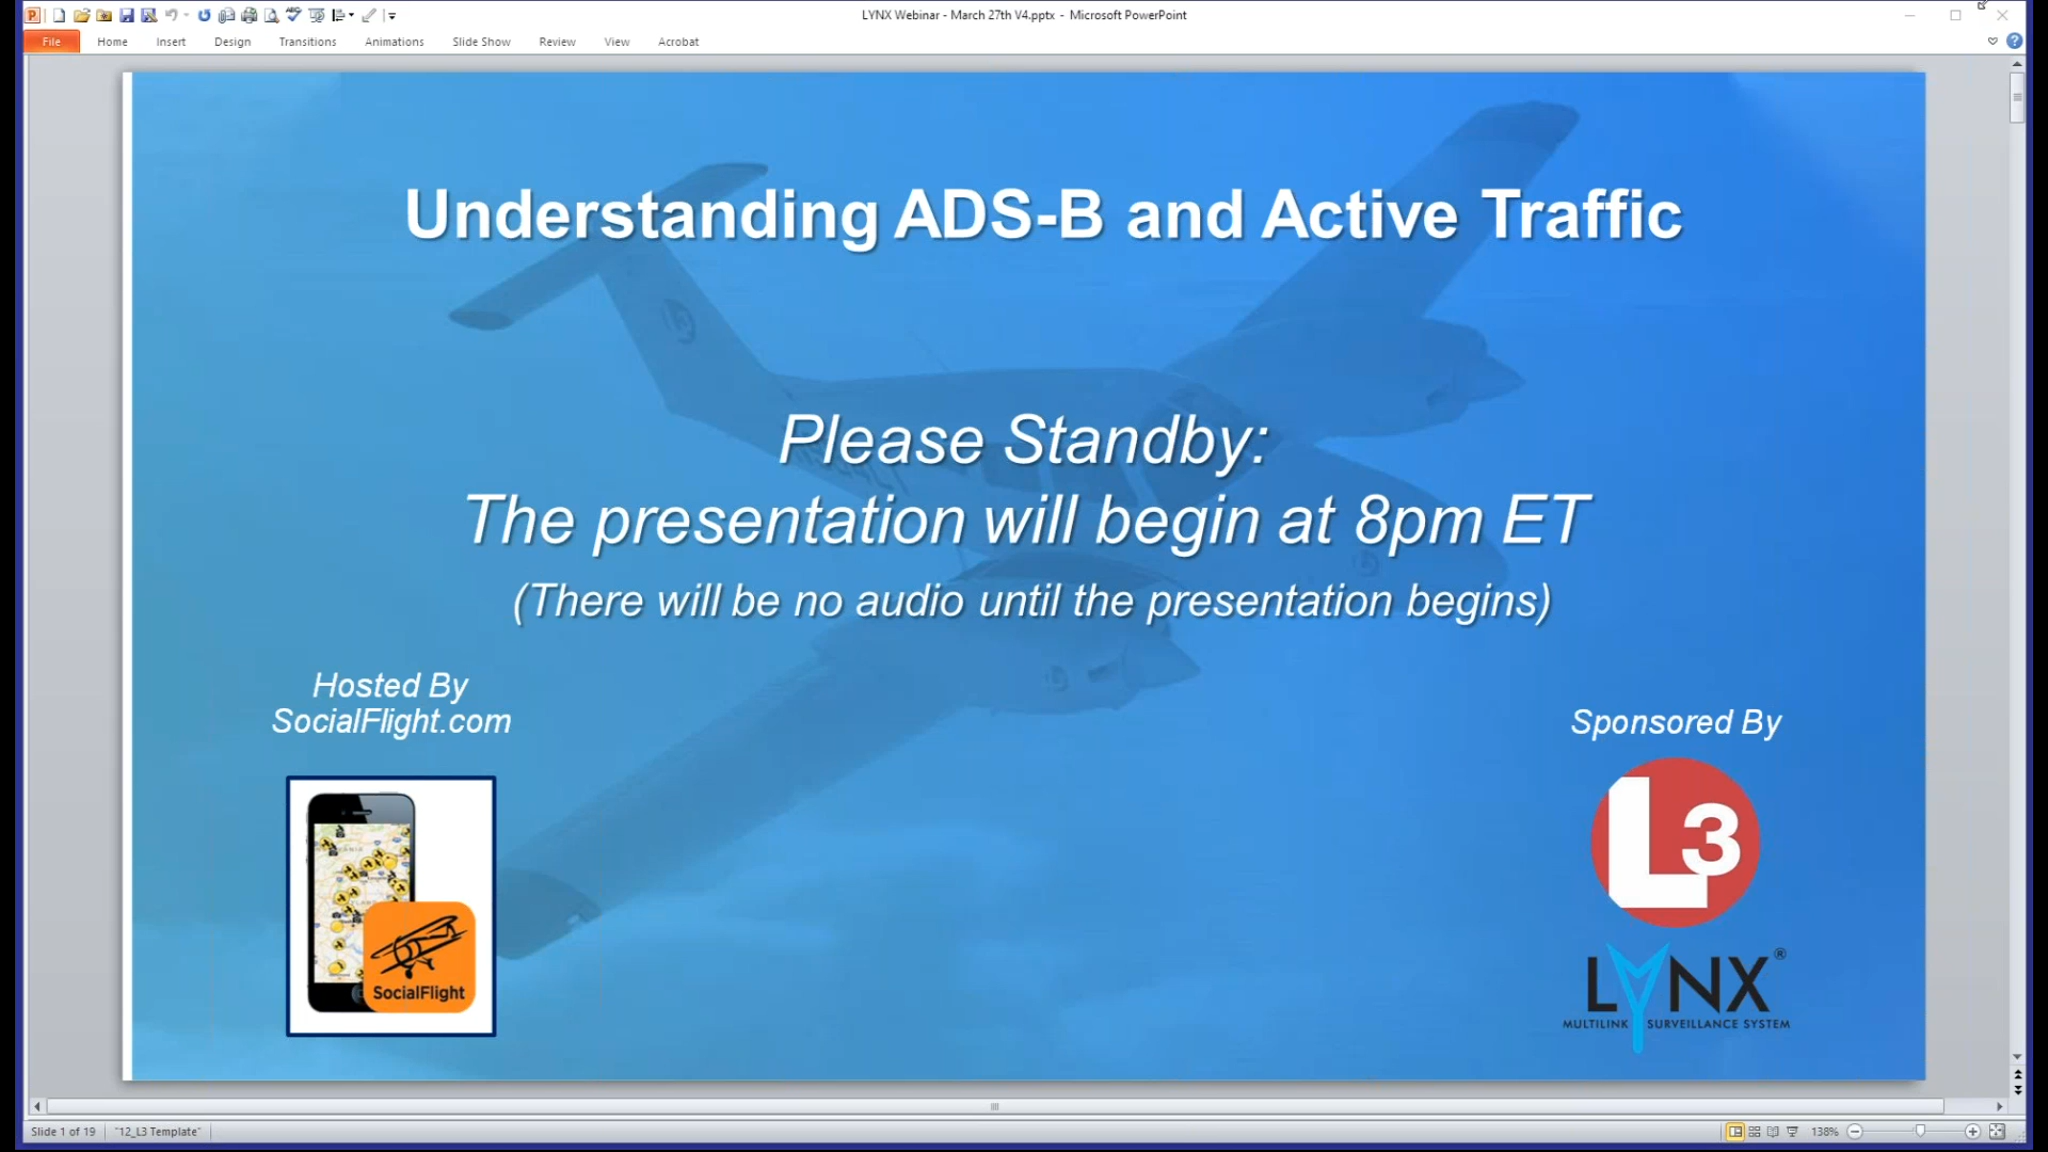 LYNX Webinar - March 27th V4.pptx - Microsoft PowerPoint
File Home Insert Design Transitions Animations Slide Show Review View Acrobat
Understanding ADS-B and Active Traffic
Please Standby:
The presentation will begin at 8pm ET
(There will be no audio until the presentation begins)
Hosted By
SocialFlight.com
SocialFlight
Sponsored By
L3
LYNX®
MULTILINK SURVEILLANCE SYSTEM
Slide 1 of 19 "12_L3 Template" 138%